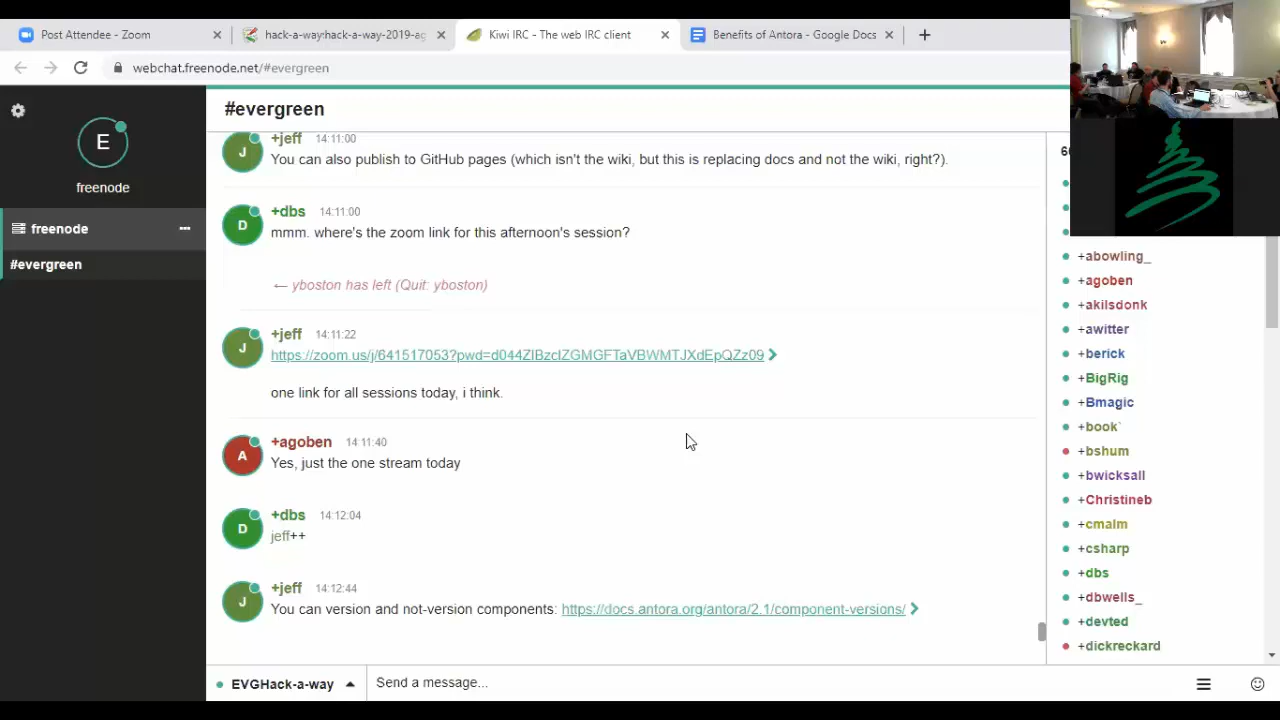 Post Attendee - Zoom
hack-a-way:hack-a-way-2019-ag
Kiwi IRC - The web IRC client
Benefits of Antora - Google Docs
webchat.freenode.net/#evergreen
E
freenode
freenode
#evergreen
#evergreen
J
+jeff 14:11:00
You can also publish to GitHub pages (which isn't the wiki, but this is replacing docs and not the wiki, right?).
D
+dbs 14:11:00
mmm. where's the zoom link for this afternoon's session?
← yboston has left (Quit: yboston)
J
+jeff 14:11:22
https://zoom.us/j/641517053?pwd=d044ZlBzclZGMGFTaVBWMTJXdEpQZz09
one link for all sessions today, i think.
A
+agoben 14:11:40
Yes, just the one stream today
D
+dbs 14:12:04
jeff++
J
+jeff 14:12:44
You can version and not-version components: https://docs.antora.org/antora/2.1/component-versions/
EVGHack-a-way
Send a message...
+abowling_
+agoben
+akilsdonk
+awitter
+berick
+BigRig
+Bmagic
+book`
+bshum
+bwicksall
+Christineb
+cmalm
+csharp
+dbs
+dbwells_
+devted
+dickreckard